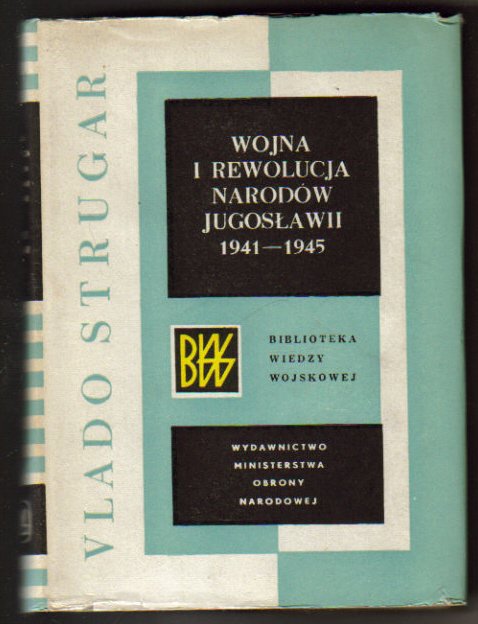 VLADO STRUGAR
WOJNA
I REWOLUCJA
NARODÓW
JUGOSŁAWII
1941—1945
BWW
BIBLIOTEKA
WIEDZY
WOJSKOWEJ
WYDAWNICTWO
MINISTERSTWA
OBRONY
NARODOWEJ